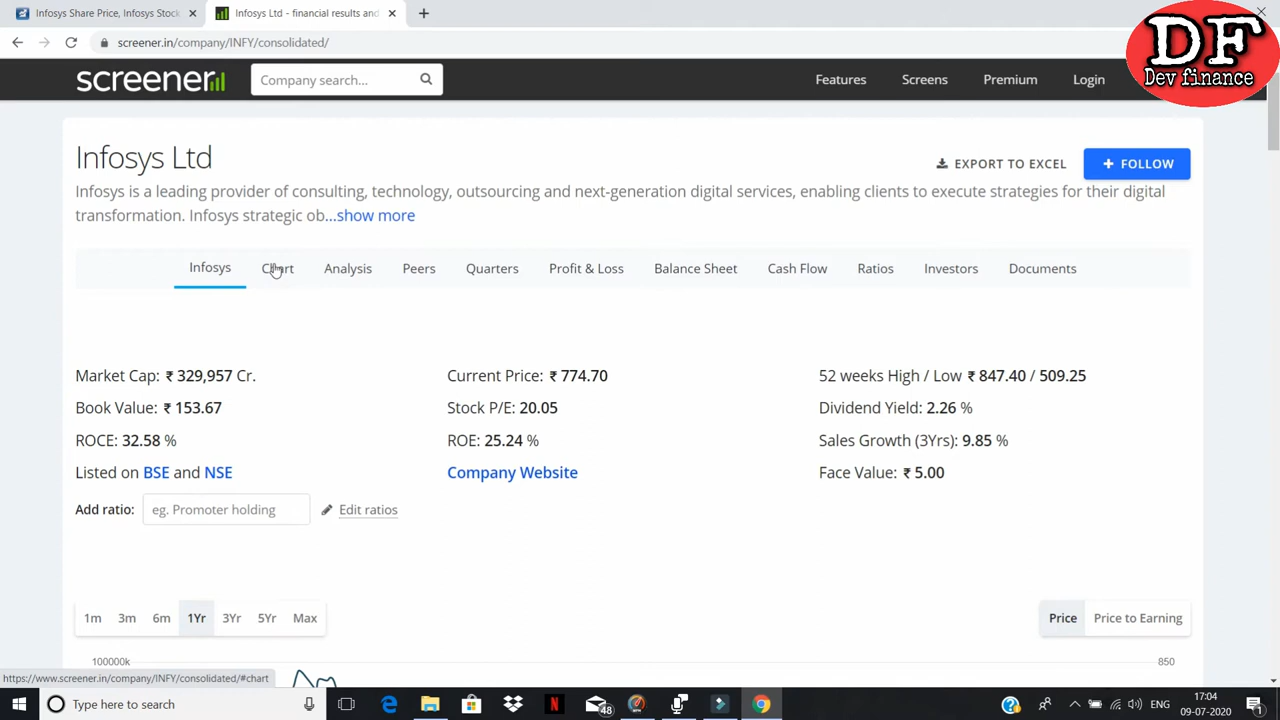 Infosys Share Price, Infosys Stock
Infosys Ltd - financial results and
screener.in/company/INFY/consolidated/
DF
Dev finance
screener
Company search...
Features
Screens
Premium
Login
Infosys Ltd
EXPORT TO EXCEL
+ FOLLOW
Infosys is a leading provider of consulting, technology, outsourcing and next-generation digital services, enabling clients to execute strategies for their digital
transformation. Infosys strategic ob...show more
Infosys
Chart
Analysis
Peers
Quarters
Profit & Loss
Balance Sheet
Cash Flow
Ratios
Investors
Documents
Market Cap: ₹ 329,957 Cr.
Current Price: ₹ 774.70
52 weeks High / Low ₹ 847.40 / 509.25
Book Value: ₹ 153.67
Stock P/E: 20.05
Dividend Yield: 2.26 %
ROCE: 32.58 %
ROE: 25.24 %
Sales Growth (3Yrs): 9.85 %
Listed on BSE and NSE
Company Website
Face Value: ₹ 5.00
Add ratio:
eg. Promoter holding
Edit ratios
1m
3m
6m
1Yr
3Yr
5Yr
Max
Price
Price to Earning
100000k
850
https://www.screener.in/company/INFY/consolidated/#chart
Type here to search
48
ENG
17:04
09-07-2020
1